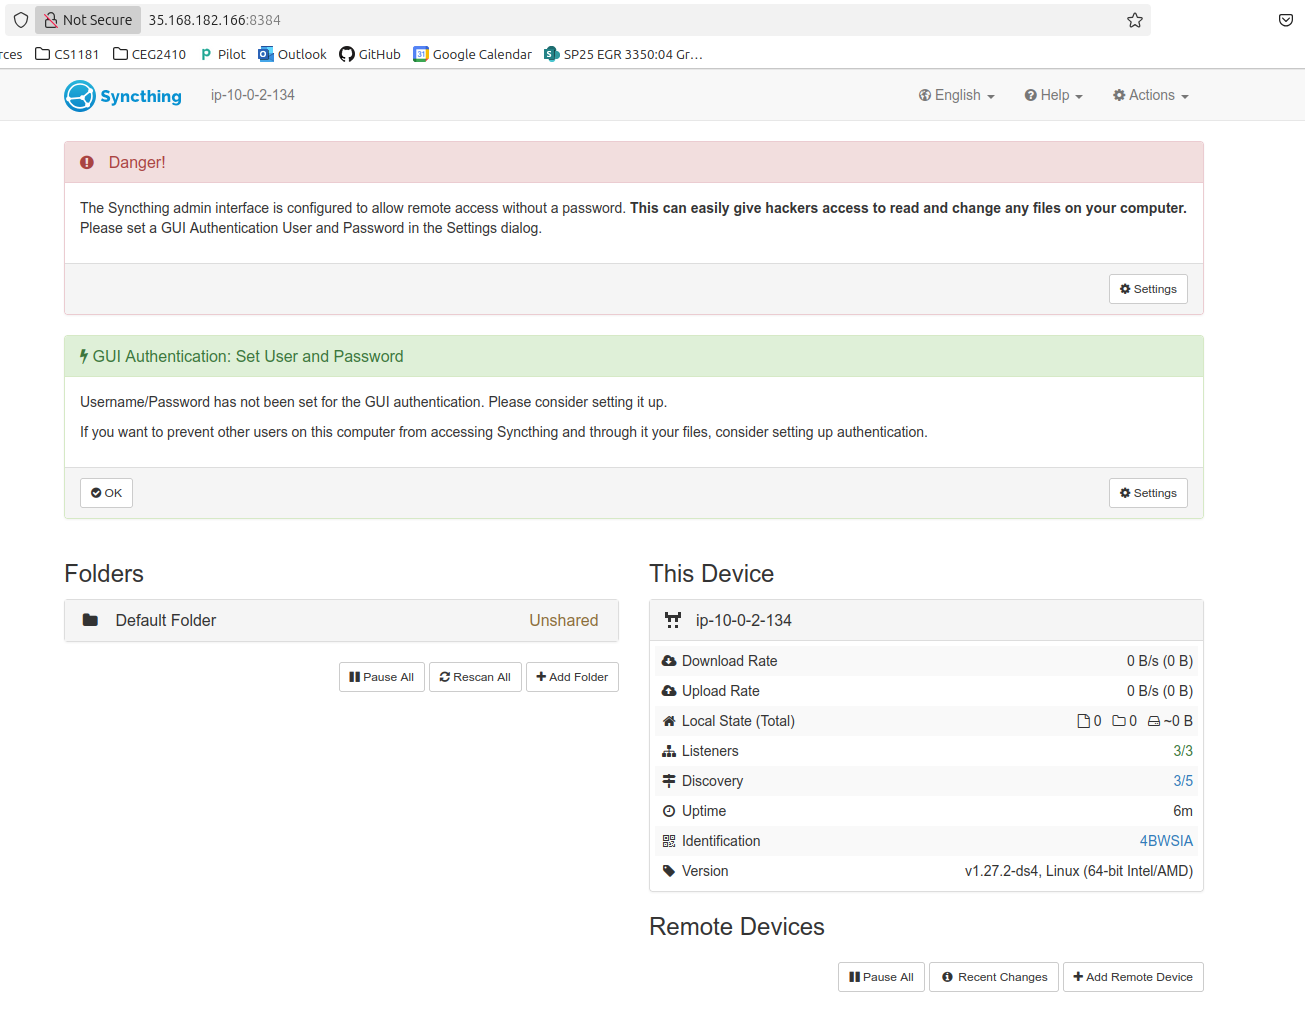 Not Secure 35.168.182.166:8384
rces CS1181 CEG2410 Pilot Outlook GitHub Google Calendar SP25 EGR 3350:04 Gr…
Syncthing ip-10-0-2-134 English Help Actions
Danger!
The Syncthing admin interface is configured to allow remote access without a password. This can easily give hackers access to read and change any files on your computer.
Please set a GUI Authentication User and Password in the Settings dialog.
Settings
GUI Authentication: Set User and Password
Username/Password has not been set for the GUI authentication. Please consider setting it up.
If you want to prevent other users on this computer from accessing Syncthing and through it your files, consider setting up authentication.
OK Settings
Folders
Default Folder Unshared
Pause All Rescan All Add Folder
This Device
ip-10-0-2-134
Download Rate 0 B/s (0 B)
Upload Rate 0 B/s (0 B)
Local State (Total) 0 0 ~0 B
Listeners 3/3
Discovery 3/5
Uptime 6m
Identification 4BWSIA
Version v1.27.2-ds4, Linux (64-bit Intel/AMD)
Remote Devices
Pause All Recent Changes Add Remote Device